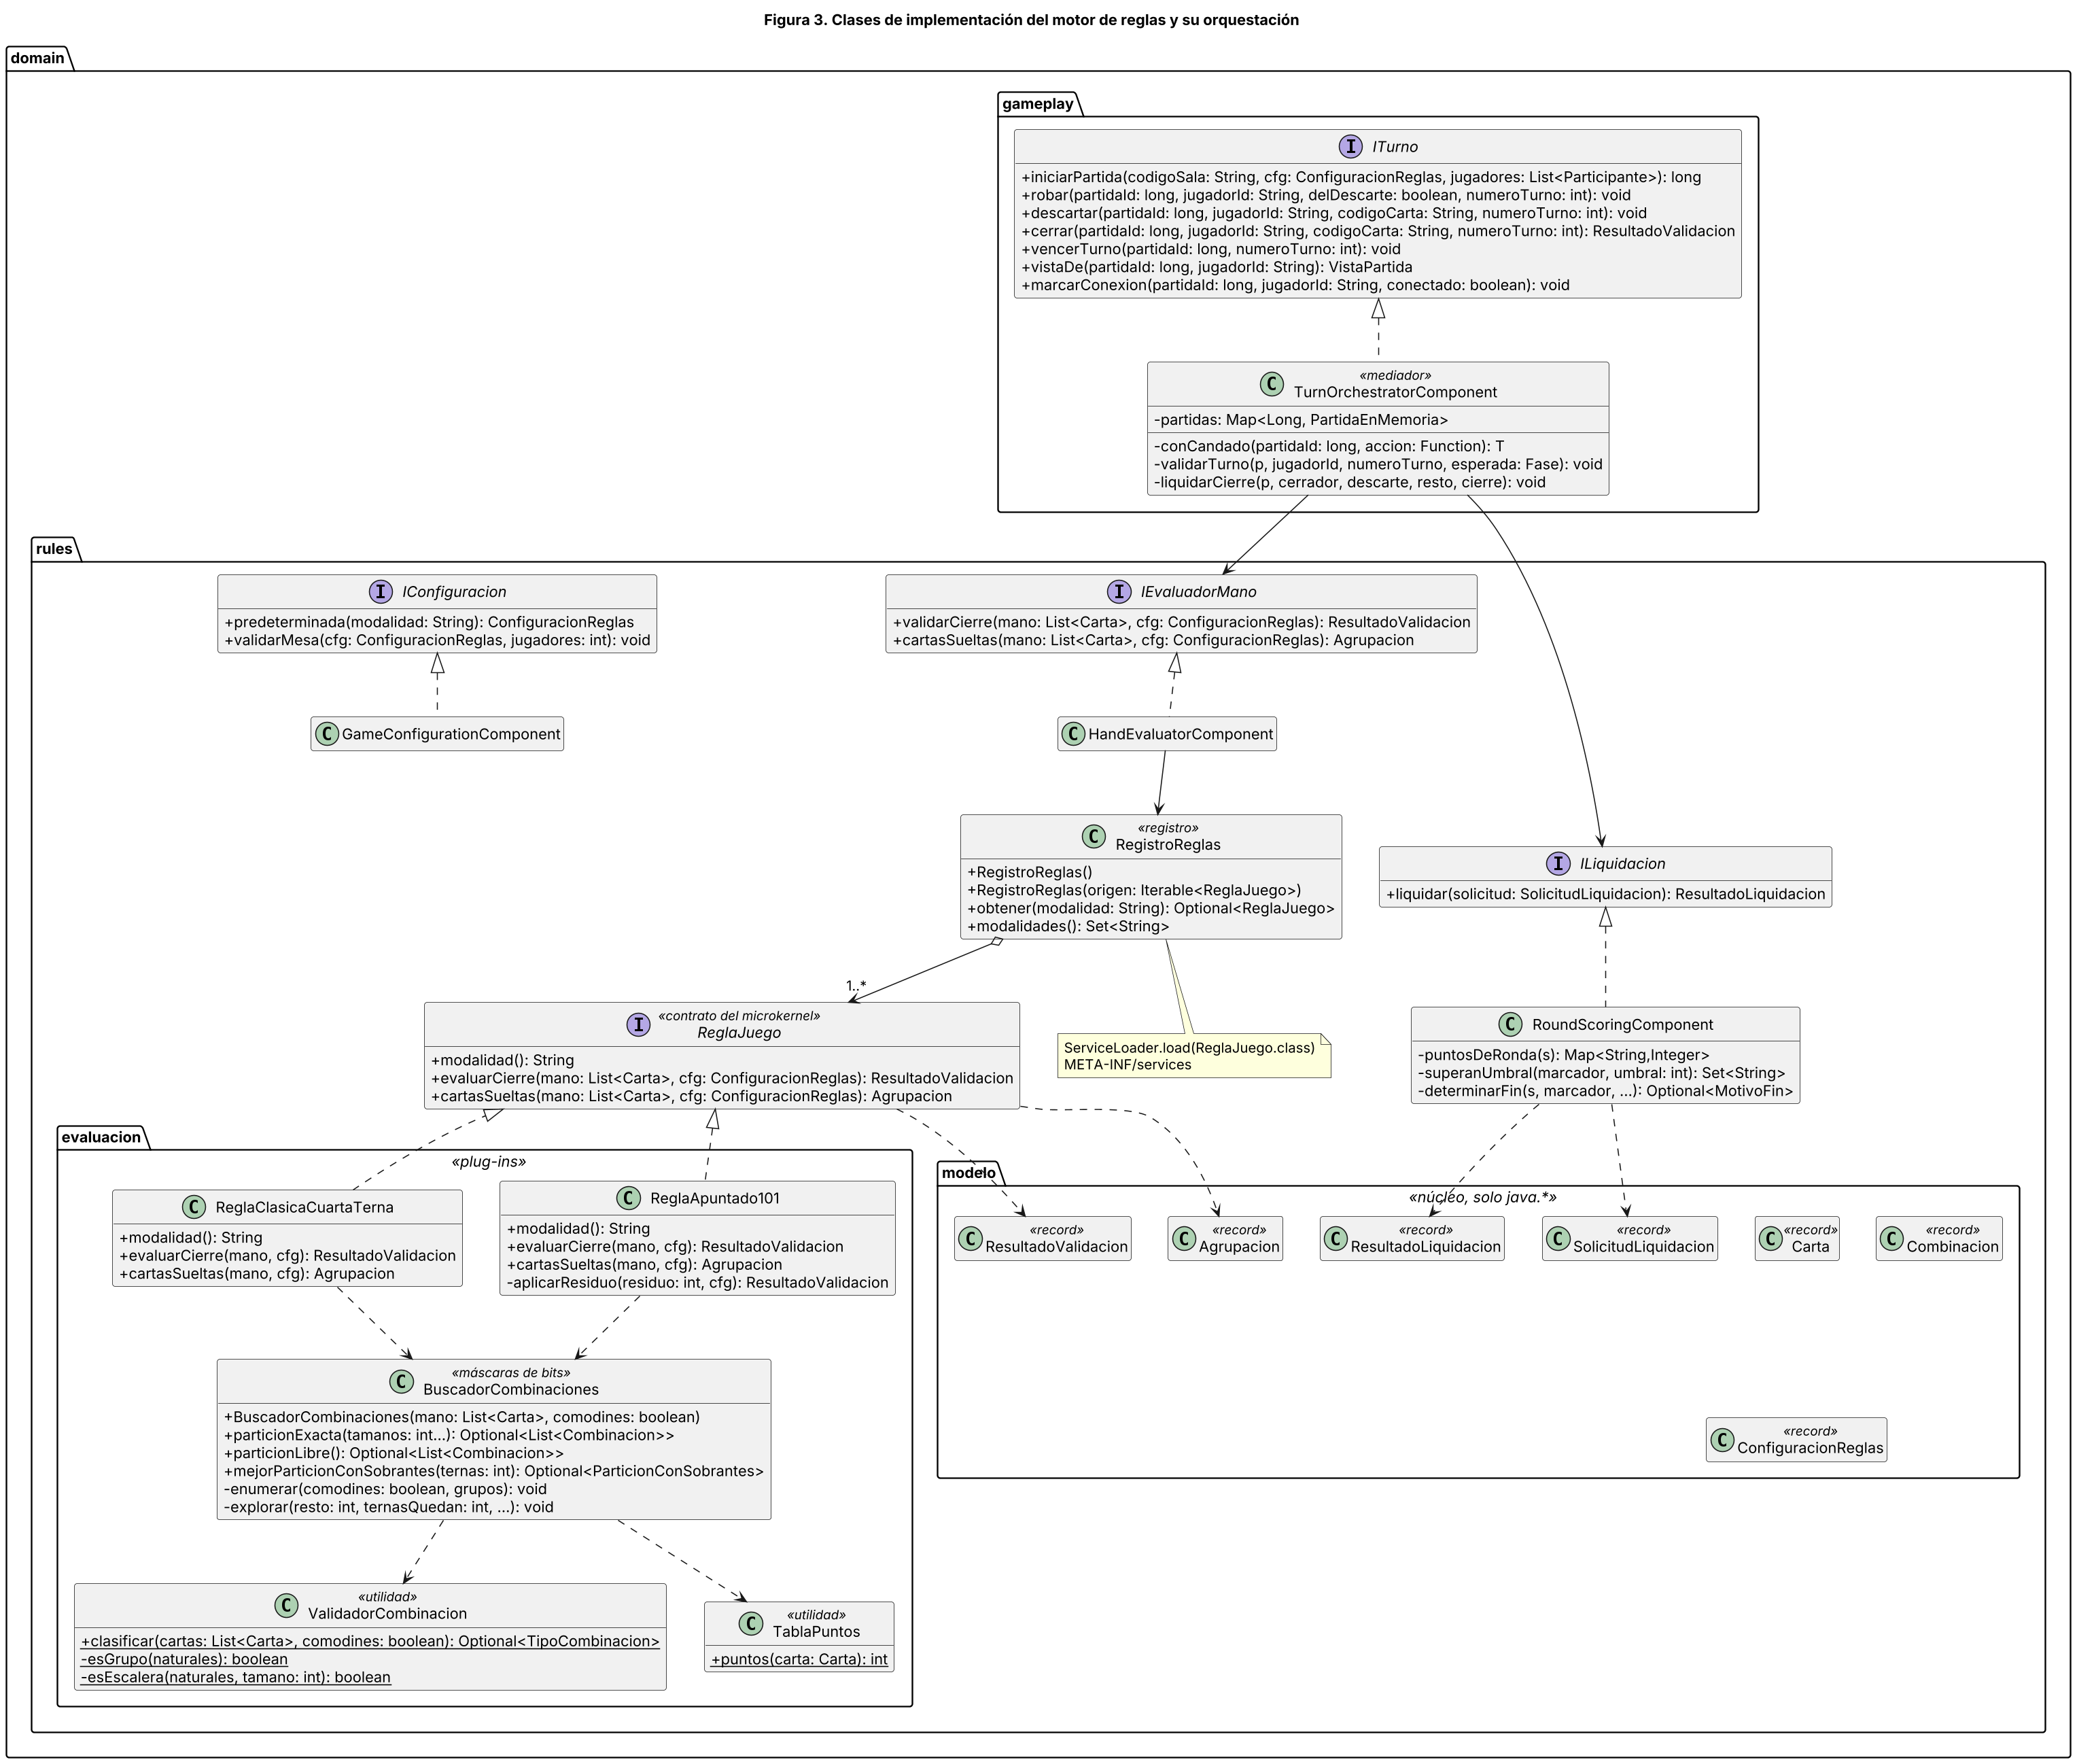 Figura 3. Clases de implementación del motor de reglas y su orquestación
domain
gameplay
I ITurno
+iniciarPartida(codigoSala: String, cfg: ConfiguracionReglas, jugadores: List<Participante>): long
+robar(partidaId: long, jugadorId: String, delDescarte: boolean, numeroTurno: int): void
+descartar(partidaId: long, jugadorId: String, codigoCarta: String, numeroTurno: int): void
+cerrar(partidaId: long, jugadorId: String, codigoCarta: String, numeroTurno: int): ResultadoValidacion
+vencerTurno(partidaId: long, numeroTurno: int): void
+vistaDe(partidaId: long, jugadorId: String): VistaPartida
+marcarConexion(partidaId: long, jugadorId: String, conectado: boolean): void
«mediador»
C TurnOrchestratorComponent
-partidas: Map<Long, PartidaEnMemoria>
-conCandado(partidaId: long, accion: Function): T
-validarTurno(p, jugadorId, numeroTurno, esperada: Fase): void
-liquidarCierre(p, cerrador, descarte, resto, cierre): void
rules
I IConfiguracion
+predeterminada(modalidad: String): ConfiguracionReglas
+validarMesa(cfg: ConfiguracionReglas, jugadores: int): void
I IEvaluadorMano
+validarCierre(mano: List<Carta>, cfg: ConfiguracionReglas): ResultadoValidacion
+cartasSueltas(mano: List<Carta>, cfg: ConfiguracionReglas): Agrupacion
C GameConfigurationComponent
C HandEvaluatorComponent
«registro»
C RegistroReglas
+RegistroReglas()
+RegistroReglas(origen: Iterable<ReglaJuego>)
+obtener(modalidad: String): Optional<ReglaJuego>
+modalidades(): Set<String>
I ILiquidacion
+liquidar(solicitud: SolicitudLiquidacion): ResultadoLiquidacion
1..*
«contrato del microkernel»
I ReglaJuego
+modalidad(): String
+evaluarCierre(mano: List<Carta>, cfg: ConfiguracionReglas): ResultadoValidacion
+cartasSueltas(mano: List<Carta>, cfg: ConfiguracionReglas): Agrupacion
ServiceLoader.load(ReglaJuego.class)
META-INF/services
C RoundScoringComponent
-puntosDeRonda(s): Map<String,Integer>
-superanUmbral(marcador, umbral: int): Set<String>
-determinarFin(s, marcador, ...): Optional<MotivoFin>
evaluacion
«plug-ins»
C ReglaClasicaCuartaTerna
+modalidad(): String
+evaluarCierre(mano, cfg): ResultadoValidacion
+cartasSueltas(mano, cfg): Agrupacion
C ReglaApuntado101
+modalidad(): String
+evaluarCierre(mano, cfg): ResultadoValidacion
+cartasSueltas(mano, cfg): Agrupacion
-aplicarResiduo(residuo: int, cfg): ResultadoValidacion
modelo
«núcleo, solo java.*»
«record»
C ResultadoValidacion
«record»
C Agrupacion
«record»
C ResultadoLiquidacion
«record»
C SolicitudLiquidacion
«record»
C Carta
«record»
C Combinacion
«record»
C ConfiguracionReglas
«máscaras de bits»
C BuscadorCombinaciones
+BuscadorCombinaciones(mano: List<Carta>, comodines: boolean)
+particionExacta(tamanos: int...): Optional<List<Combinacion>>
+particionLibre(): Optional<List<Combinacion>>
+mejorParticionConSobrantes(ternas: int): Optional<ParticionConSobrantes>
-enumerar(comodines: boolean, grupos): void
-explorar(resto: int, ternasQuedan: int, ...): void
«utilidad»
C ValidadorCombinacion
+clasificar(cartas: List<Carta>, comodines: boolean): Optional<TipoCombinacion>
-esGrupo(naturales): boolean
-esEscalera(naturales, tamano: int): boolean
«utilidad»
C TablaPuntos
+puntos(carta: Carta): int